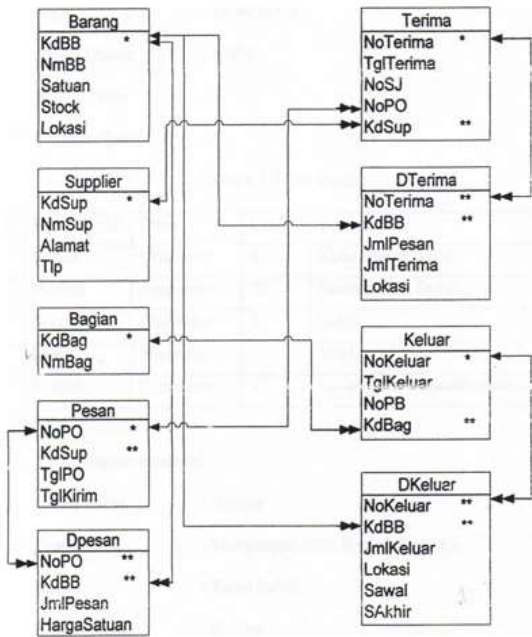 Barang
KdBB *
NmBB
Satuan
Stock
Lokasi
Supplier
KdSup *
NmSup
Alamat
Tlp
Bagian
KdBag *
NmBag
Pesan
NoPO *
KdSup **
TglPO
TglKirim
Dpesan
NoPO **
KdBB **
JmlPesan
HargaSatuan
Terima
NoTerima *
TglTerima
NoSJ
NoPO
KdSup **
DTerima
NoTerima **
KdBB **
JmlPesan
JmlTerima
Lokasi
Keluar
NoKeluar *
TglKeluar
NoPB
KdBag **
DKeluar
NoKeluar **
KdBB **
JmlKeluar
Lokasi
Sawal
SAkhir